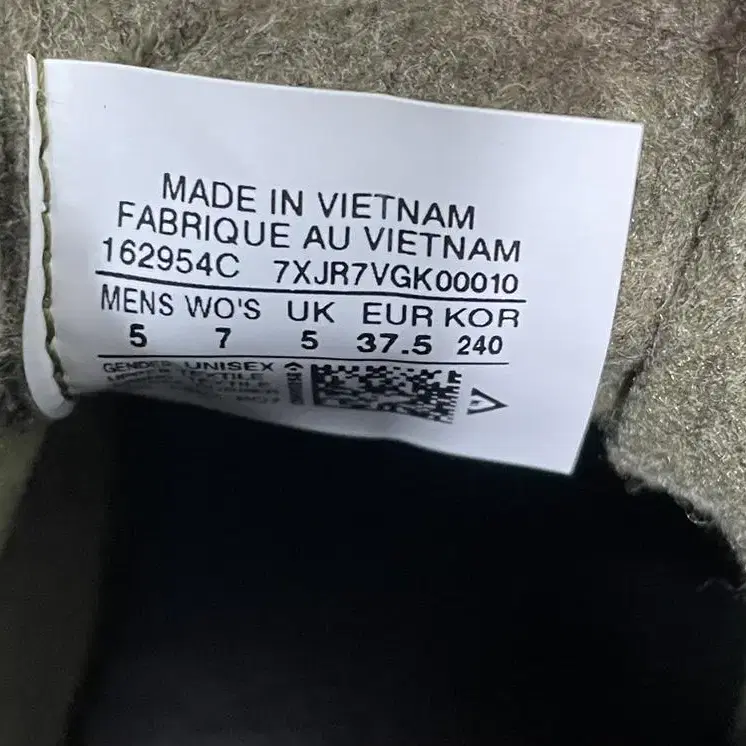 MADE IN VIETNAM
FABRIQUE AU VIETNAM
162954C 7XJR7VGK00010
MENS WO'S UK EUR KOR
5 7 5 37.5 240
GENDER UNISEX